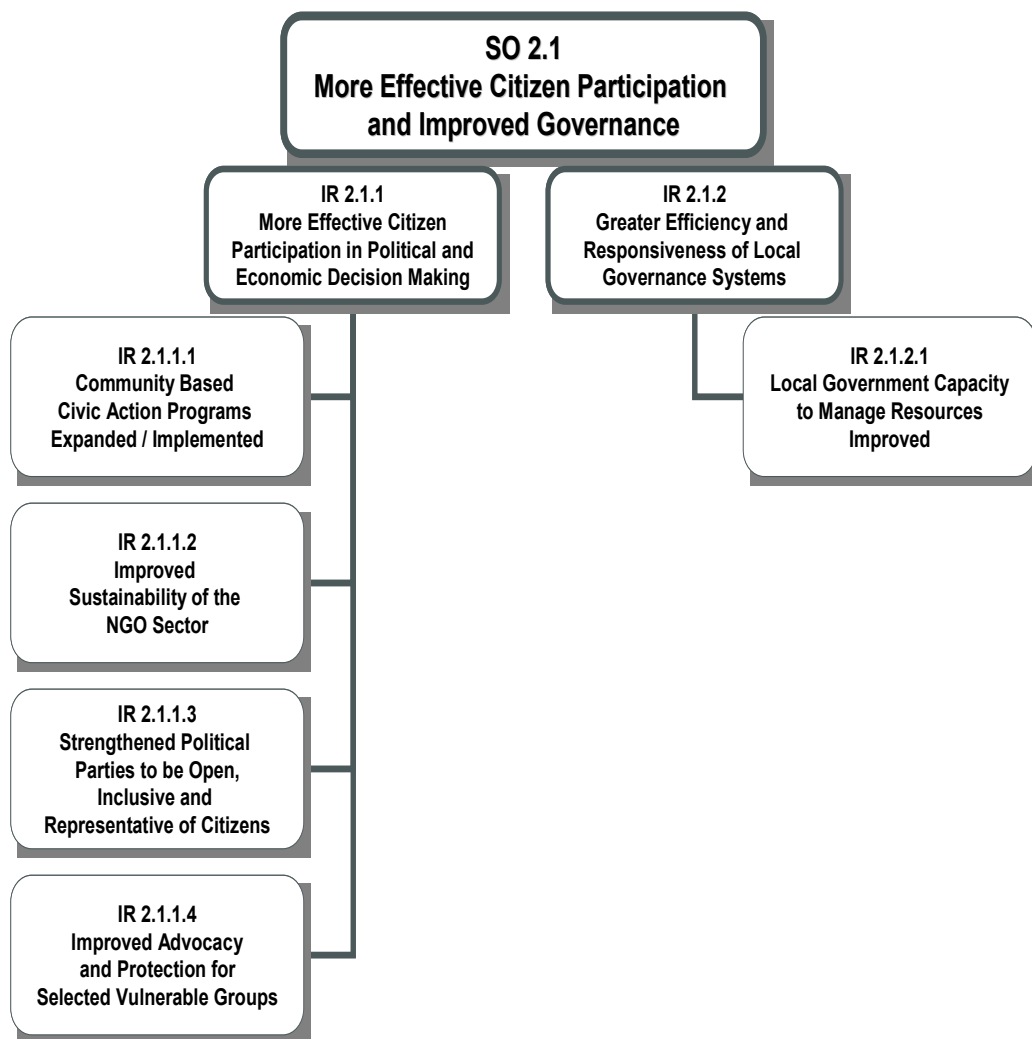 SO 2.1
More Effective Citizen Participation
and Improved Governance
IR 2.1.1
More Effective Citizen
Participation in Political and
Economic Decision Making
IR 2.1.2
Greater Efficiency and
Responsiveness of Local
Governance Systems
IR 2.1.1.1
Community Based
Civic Action Programs
Expanded / Implemented
IR 2.1.2.1
Local Government Capacity
to Manage Resources
Improved
IR 2.1.1.2
Improved
Sustainability of the
NGO Sector
IR 2.1.1.3
Strengthened Political
Parties to be Open,
Inclusive and
Representative of Citizens
IR 2.1.1.4
Improved Advocacy
and Protection for
Selected Vulnerable Groups